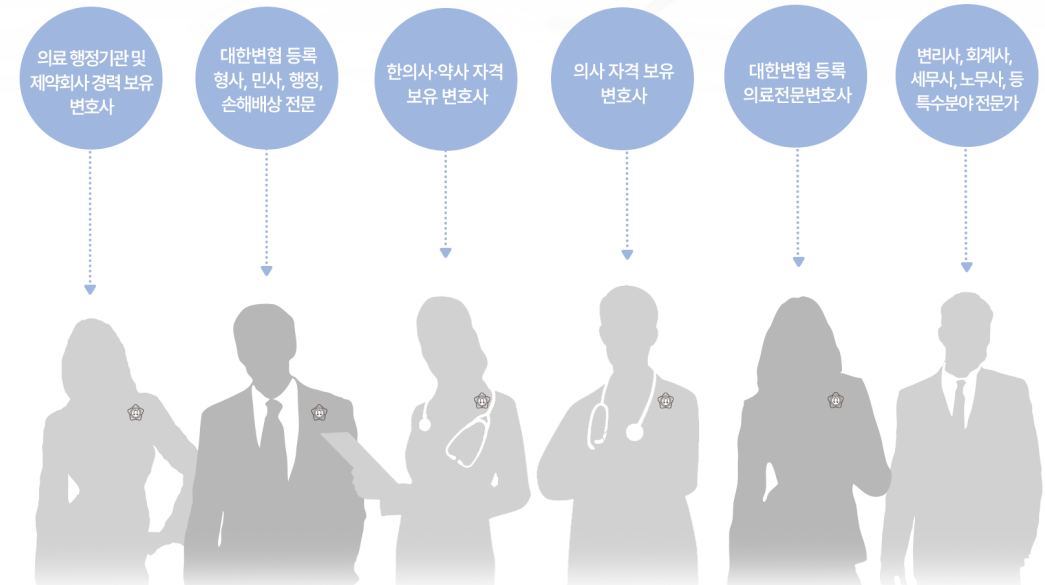 의료 행정기관 및
제약회사 경력 보유
변호사
대한변협 등록
형사, 민사, 행정,
손해배상 전문
한의사·약사 자격
보유 변호사
의사 자격 보유
변호사
대한변협 등록
의료전문변호사
변리사, 회계사,
세무사, 노무사, 등
특수분야 전문가